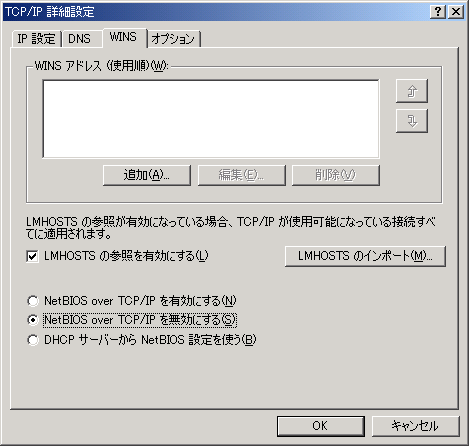 TCP/IP 詳細設定
IP 設定 DNS WINS オプション
WINS アドレス (使用順)(W):
追加(A)... 編集(E)... 削除(V)
LMHOSTS の参照が有効になっている場合、TCP/IP が使用可能になっている接続すべ
てに適用されます。
LMHOSTS の参照を有効にする(L) LMHOSTS のインポート(M)...
NetBIOS over TCP/IP を有効にする(N)
NetBIOS over TCP/IP を無効にする(S)
DHCP サーバーから NetBIOS 設定を使う(B)
OK キャンセル